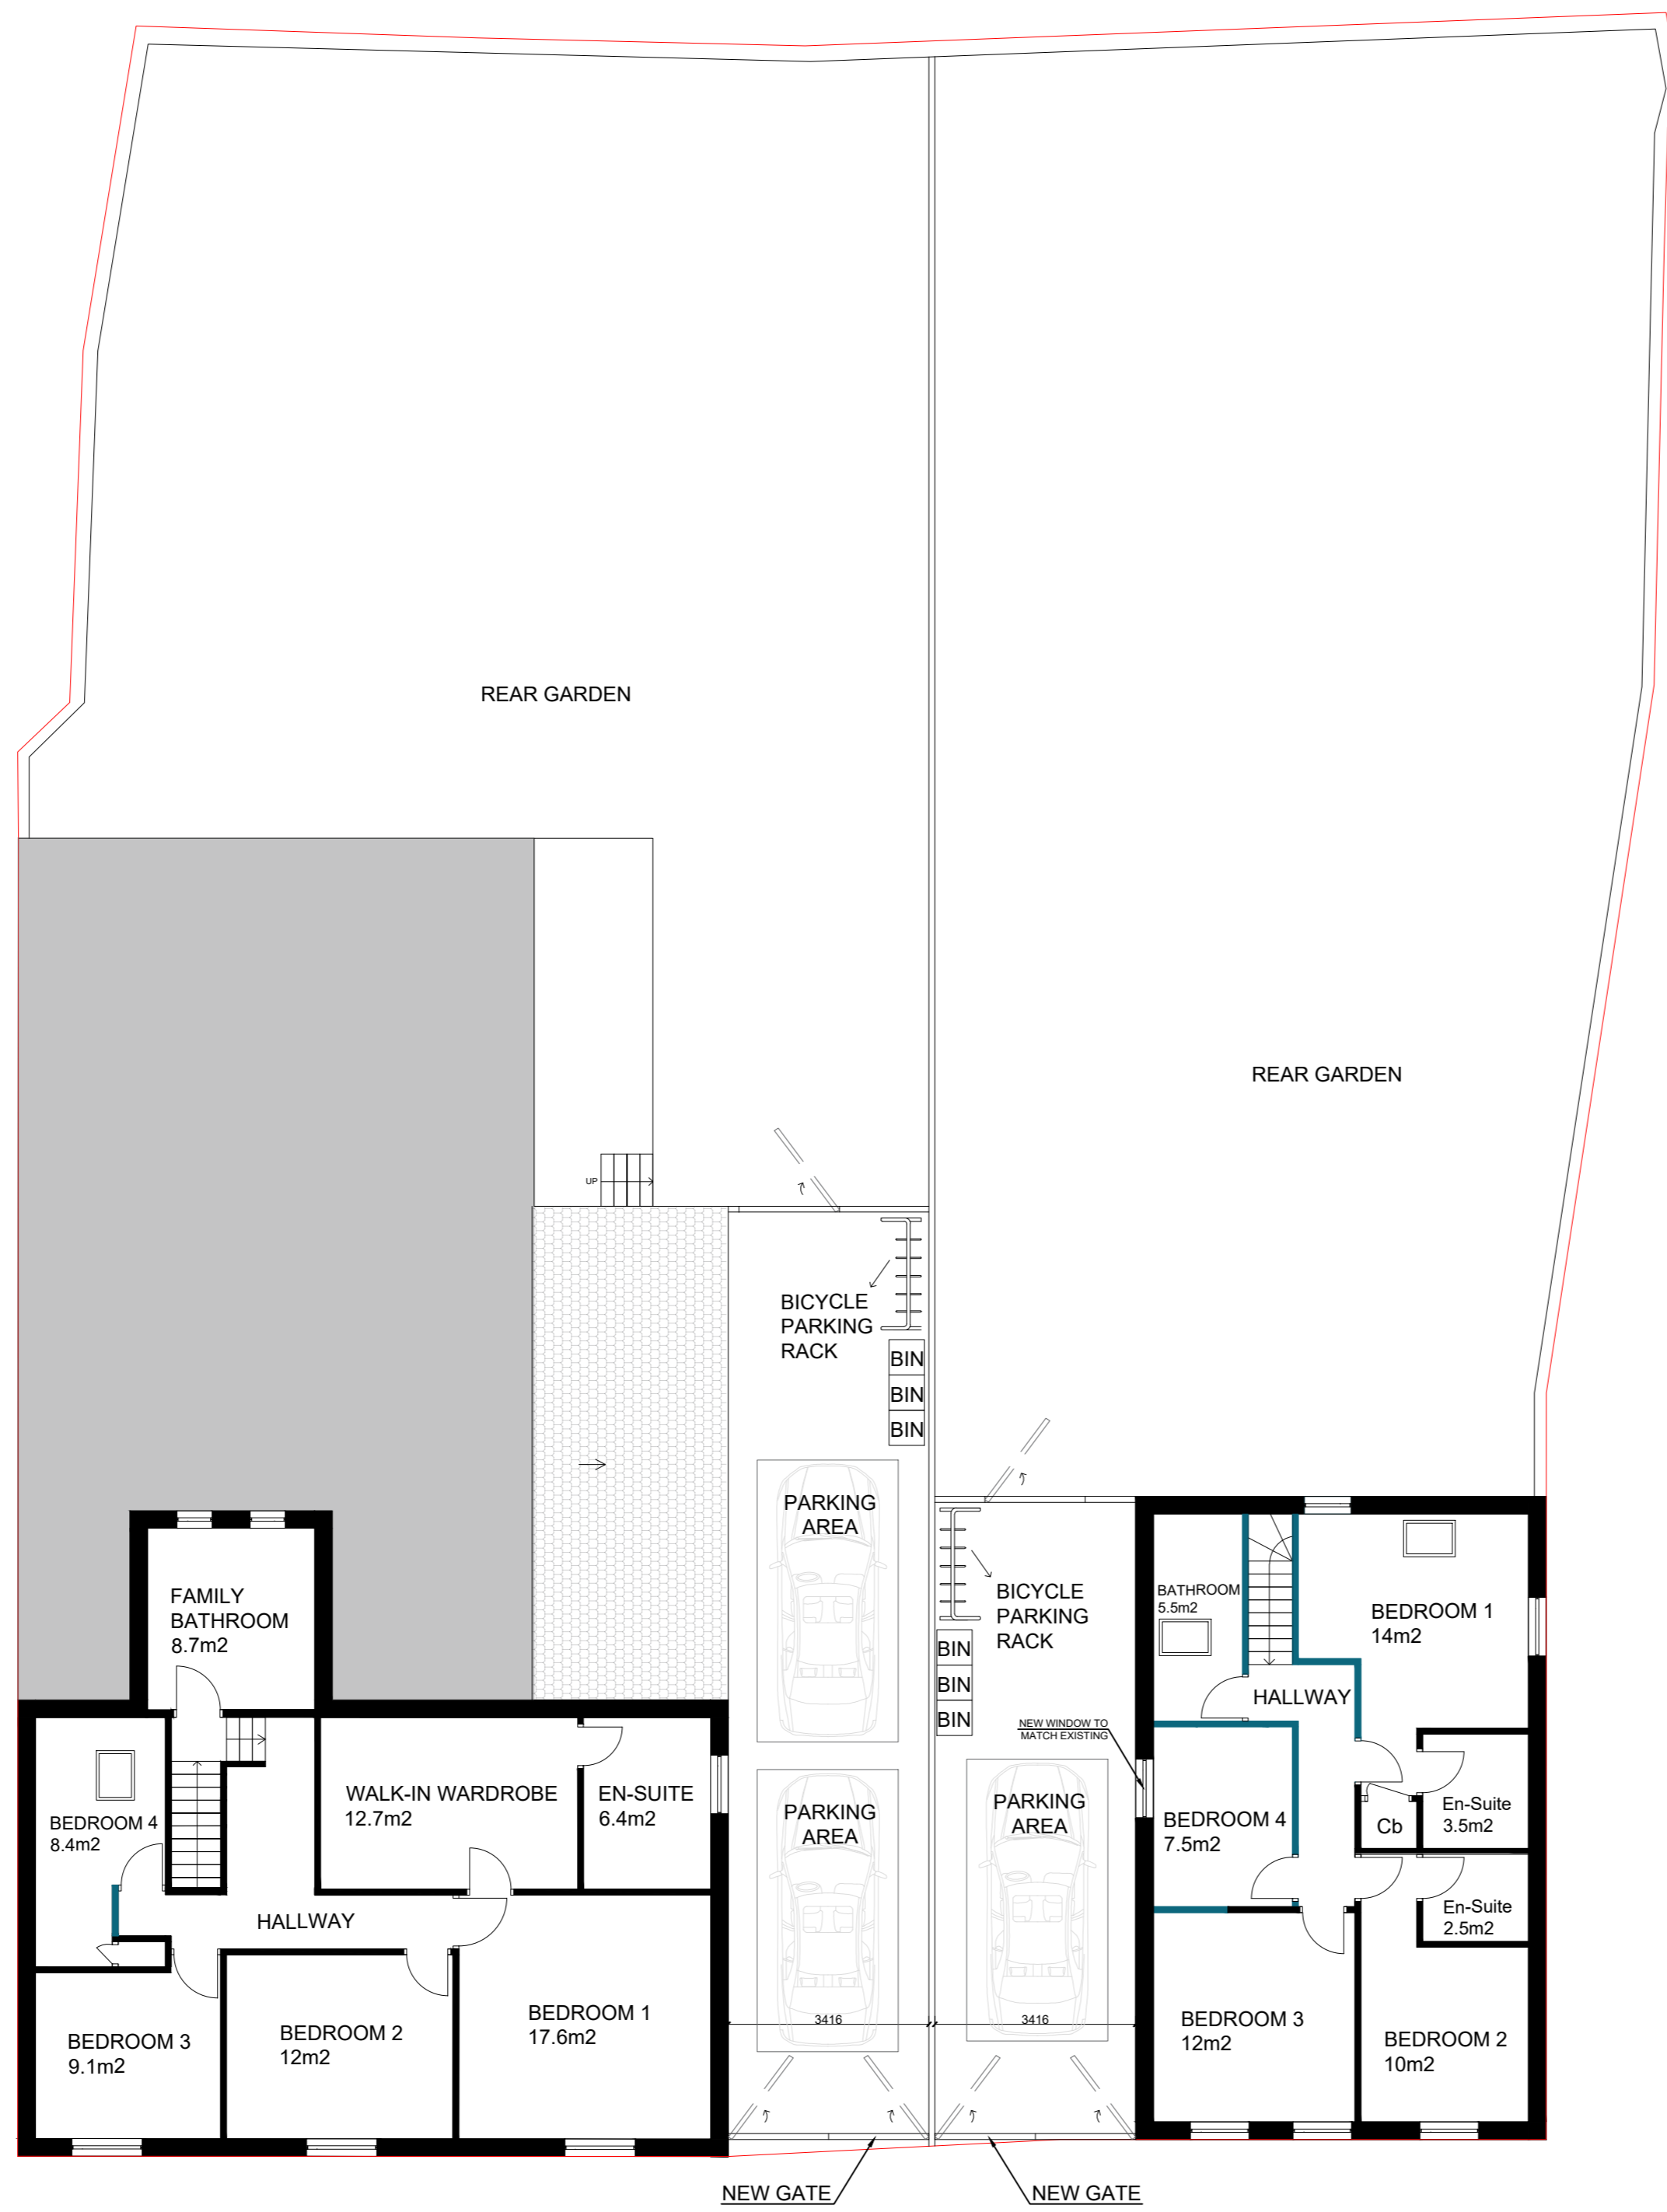 REAR GARDEN
REAR GARDEN
UP
BICYCLE
PARKING
RACK
BIN
BIN
BIN
PARKING
AREA
PARKING
AREA
BICYCLE
PARKING
RACK
BIN
BIN
BIN
NEW WINDOW TO
MATCH EXISTING
PARKING
AREA
FAMILY
BATHROOM
8.7m2
WALK-IN WARDROBE
12.7m2
EN-SUITE
6.4m2
BEDROOM 4
8.4m2
HALLWAY
BEDROOM 3
9.1m2
BEDROOM 2
12m2
BEDROOM 1
17.6m2
3416
3416
BATHROOM
5.5m2
BEDROOM 1
14m2
HALLWAY
BEDROOM 4
7.5m2
Cb
En-Suite
3.5m2
En-Suite
2.5m2
BEDROOM 3
12m2
BEDROOM 2
10m2
NEW GATE
NEW GATE